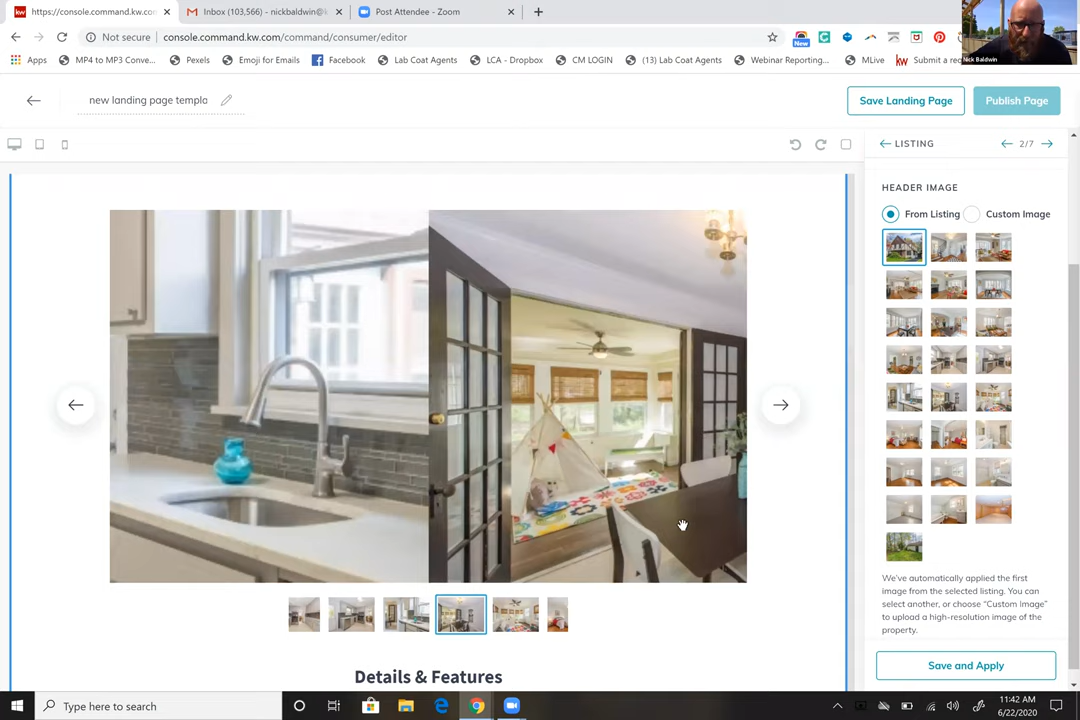 https://console.command.kw.co
Inbox (103,566) - nickbaldwin@
Post Attendee - Zoom
Not secure
console.command.kw.com/command/consumer/editor
New
Apps
MP4 to MP3 Conve...
Pexels
Emoji for Emails
Facebook
Lab Coat Agents
LCA - Dropbox
CM LOGIN
(13) Lab Coat Agents
Webinar Reporting...
MLive
kw Submit a req
Nick Baldwin
new landing page templa
Save Landing Page
Publish Page
LISTING
2/7
HEADER IMAGE
From Listing
Custom Image
We've automatically applied the first
image from the selected listing. You can
select another, or choose "Custom Image"
to upload a high-resolution image of the
property.
Save and Apply
Details & Features
Type here to search
11:42 AM
6/22/2020